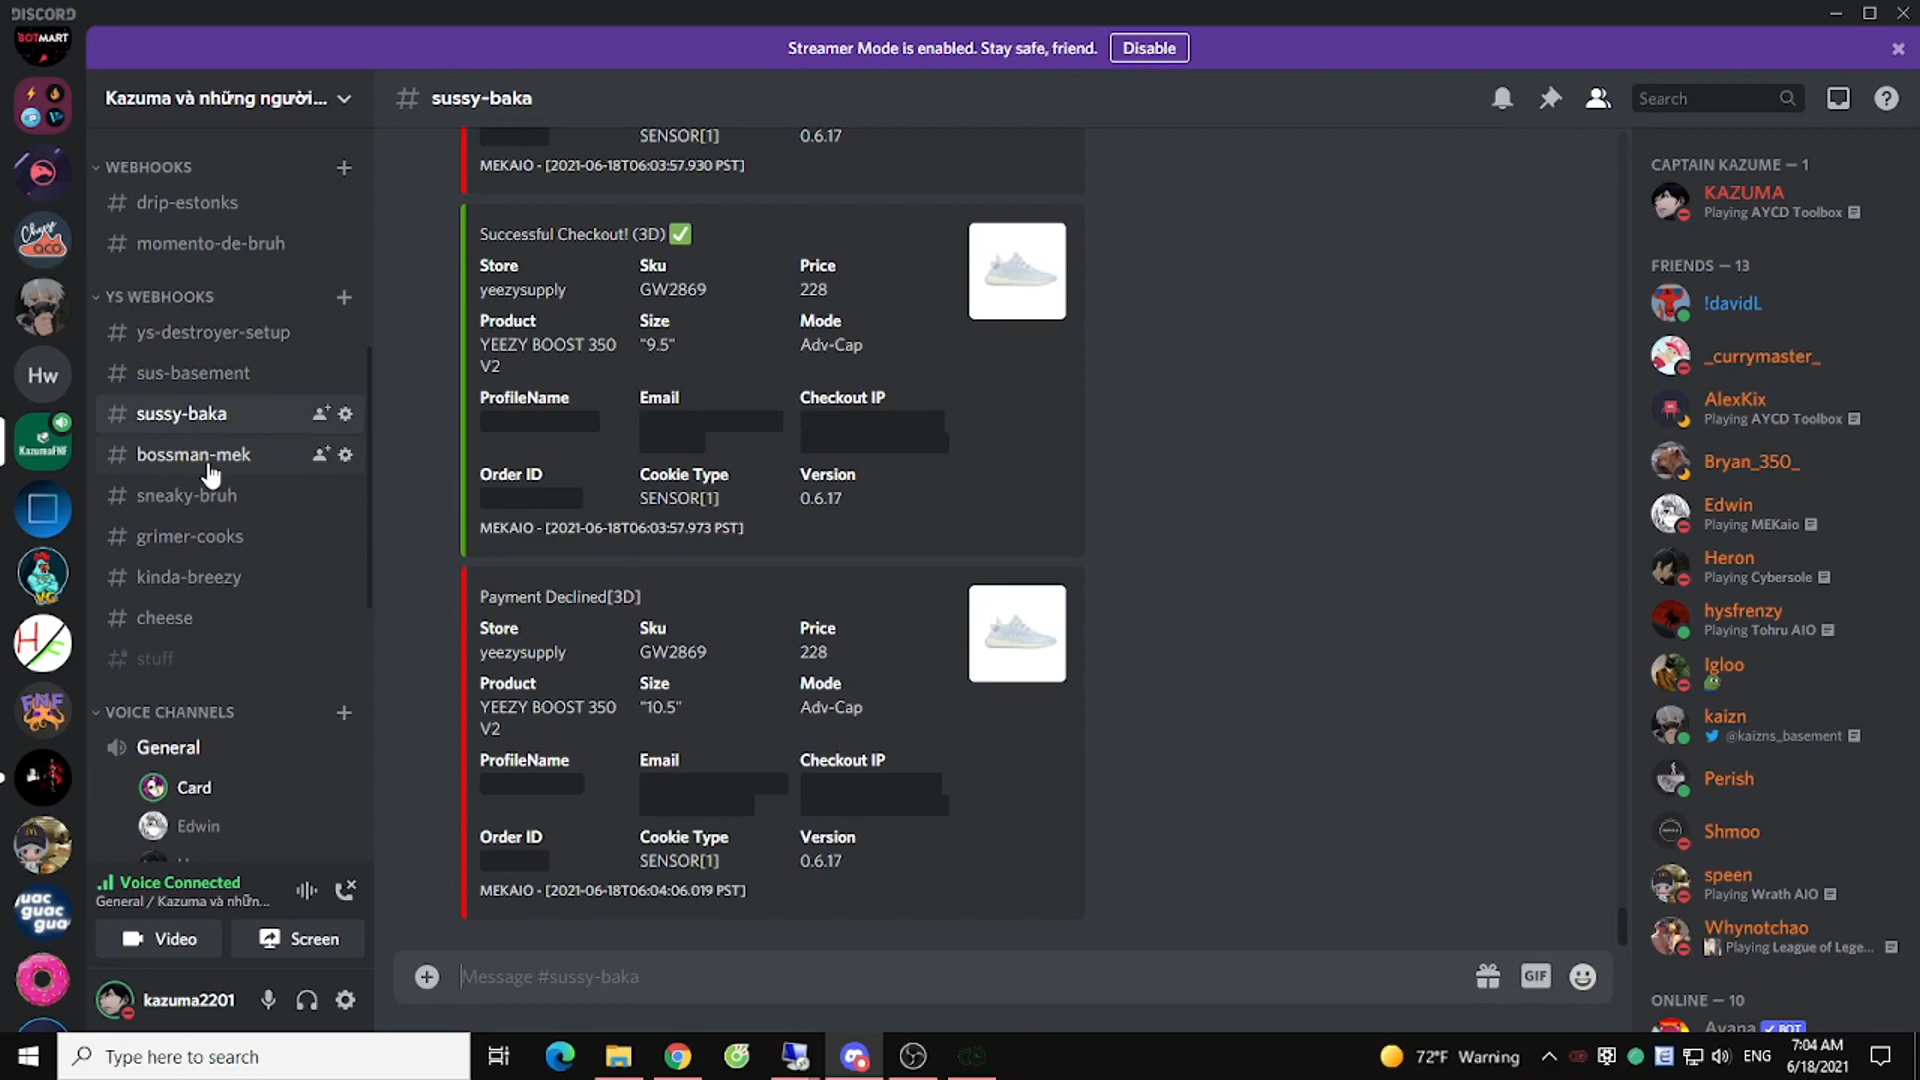 DISCORD
BOTMART
Streamer Mode is enabled. Stay safe, friend.
Disable
Kazuma và những người...
sussy-baka
Search
WEBHOOKS
drip-estonks
momento-de-bruh
YS WEBHOOKS
ys-destroyer-setup
sus-basement
sussy-baka
bossman-mek
sneaky-bruh
grimer-cooks
kinda-breezy
cheese
stuff
VOICE CHANNELS
General
Card
Edwin
Voice Connected
General / Kazuma và nhữn...
Video
Screen
kazuma2201
Hw
KazumaFNF
VG
FNF
guac
SENSOR[1]
0.6.17
MEKAIO - [2021-06-18T06:03:57.930 PST]
Successful Checkout! (3D)
Store
Sku
Price
yeezysupply
GW2869
228
Product
Size
Mode
YEEZY BOOST 350
"9.5"
Adv-Cap
V2
ProfileName
Email
Checkout IP
Order ID
Cookie Type
Version
SENSOR[1]
0.6.17
MEKAIO - [2021-06-18T06:03:57.973 PST]
Payment Declined[3D]
Store
Sku
Price
yeezysupply
GW2869
228
Product
Size
Mode
YEEZY BOOST 350
"10.5"
Adv-Cap
V2
ProfileName
Email
Checkout IP
Order ID
Cookie Type
Version
SENSOR[1]
0.6.17
MEKAIO - [2021-06-18T06:04:06.019 PST]
Message #sussy-baka
GIF
CAPTAIN KAZUME — 1
KAZUMA
Playing AYCD Toolbox
FRIENDS — 13
!davidL
_currymaster_
AlexKix
Playing AYCD Toolbox
Bryan_350_
Edwin
Playing MEKaio
Heron
Playing Cybersole
hysfrenzy
Playing Tohru AIO
Igloo
kaizn
@kaizns_basement
Perish
Shmoo
speen
Playing Wrath AIO
Whynotchao
Playing League of Lege...
ONLINE — 10
Ayana
BOT
Type here to search
72°F Warning
ENG
7:04 AM
6/18/2021